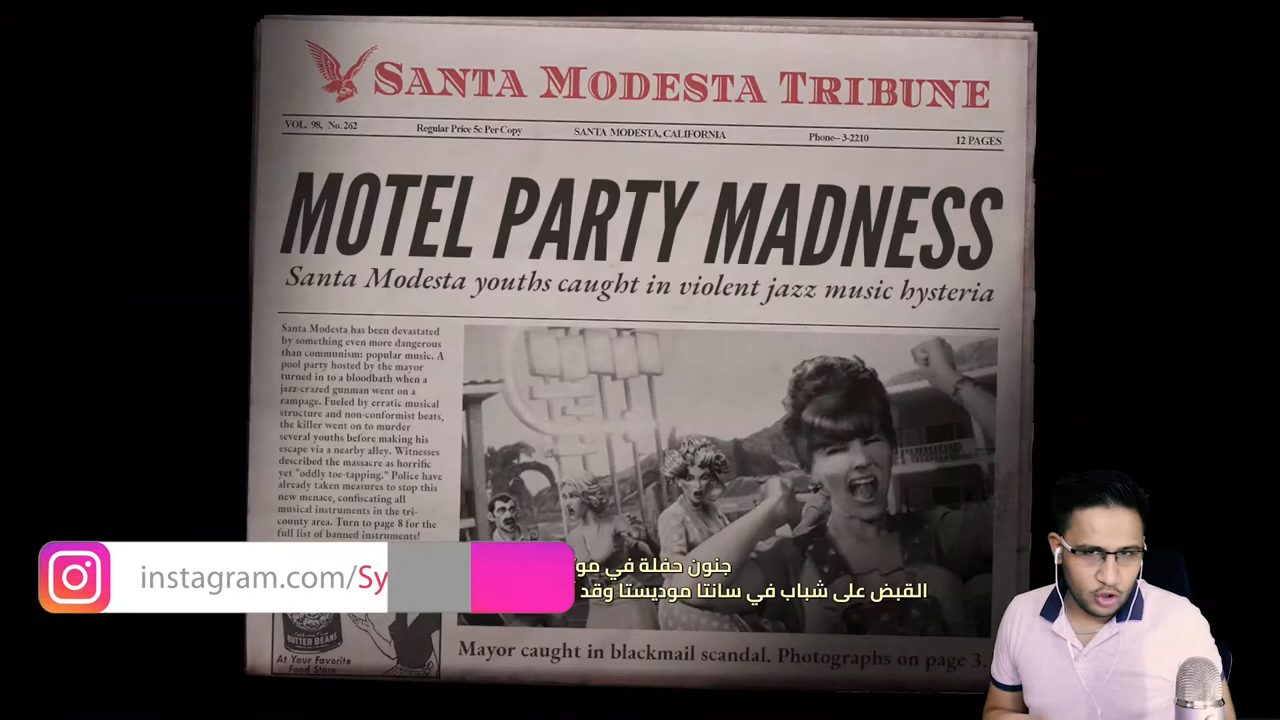 SANTA MODESTA TRIBUNE
VOL. 98, No. 262
Regular Price 5c Per Copy
SANTA MODESTA, CALIFORNIA
Phone–3-2210
12 PAGES
MOTEL PARTY MADNESS
Santa Modesta youths caught in violent jazz music hysteria
Santa Modesta has been devastated
by something even more dangerous
than communism: popular music. A
pool party hosted by the mayor
turned in to a bloodbath when a
jazz-crazed gunman went on a
rampage. Fueled by erratic musical
structure and non-conformist beats,
the killer went on to murder
several youths before making his
escape via a nearby alley. Witnesses
described the massacre as horrific
yet "oddly toe-tapping." Police have
already taken measures to stop this
new menace, confiscating all
musical instruments in the tri-
county area. Turn to page 8 for the
full list of banned instruments!
instagram.com/Sy
جنون حفلة في مو
القبض على شباب في سانتا موديستا وقد
BUTTER BEANS
At Your Favorite
Food Store
Mayor caught in blackmail scandal. Photographs on page 3.